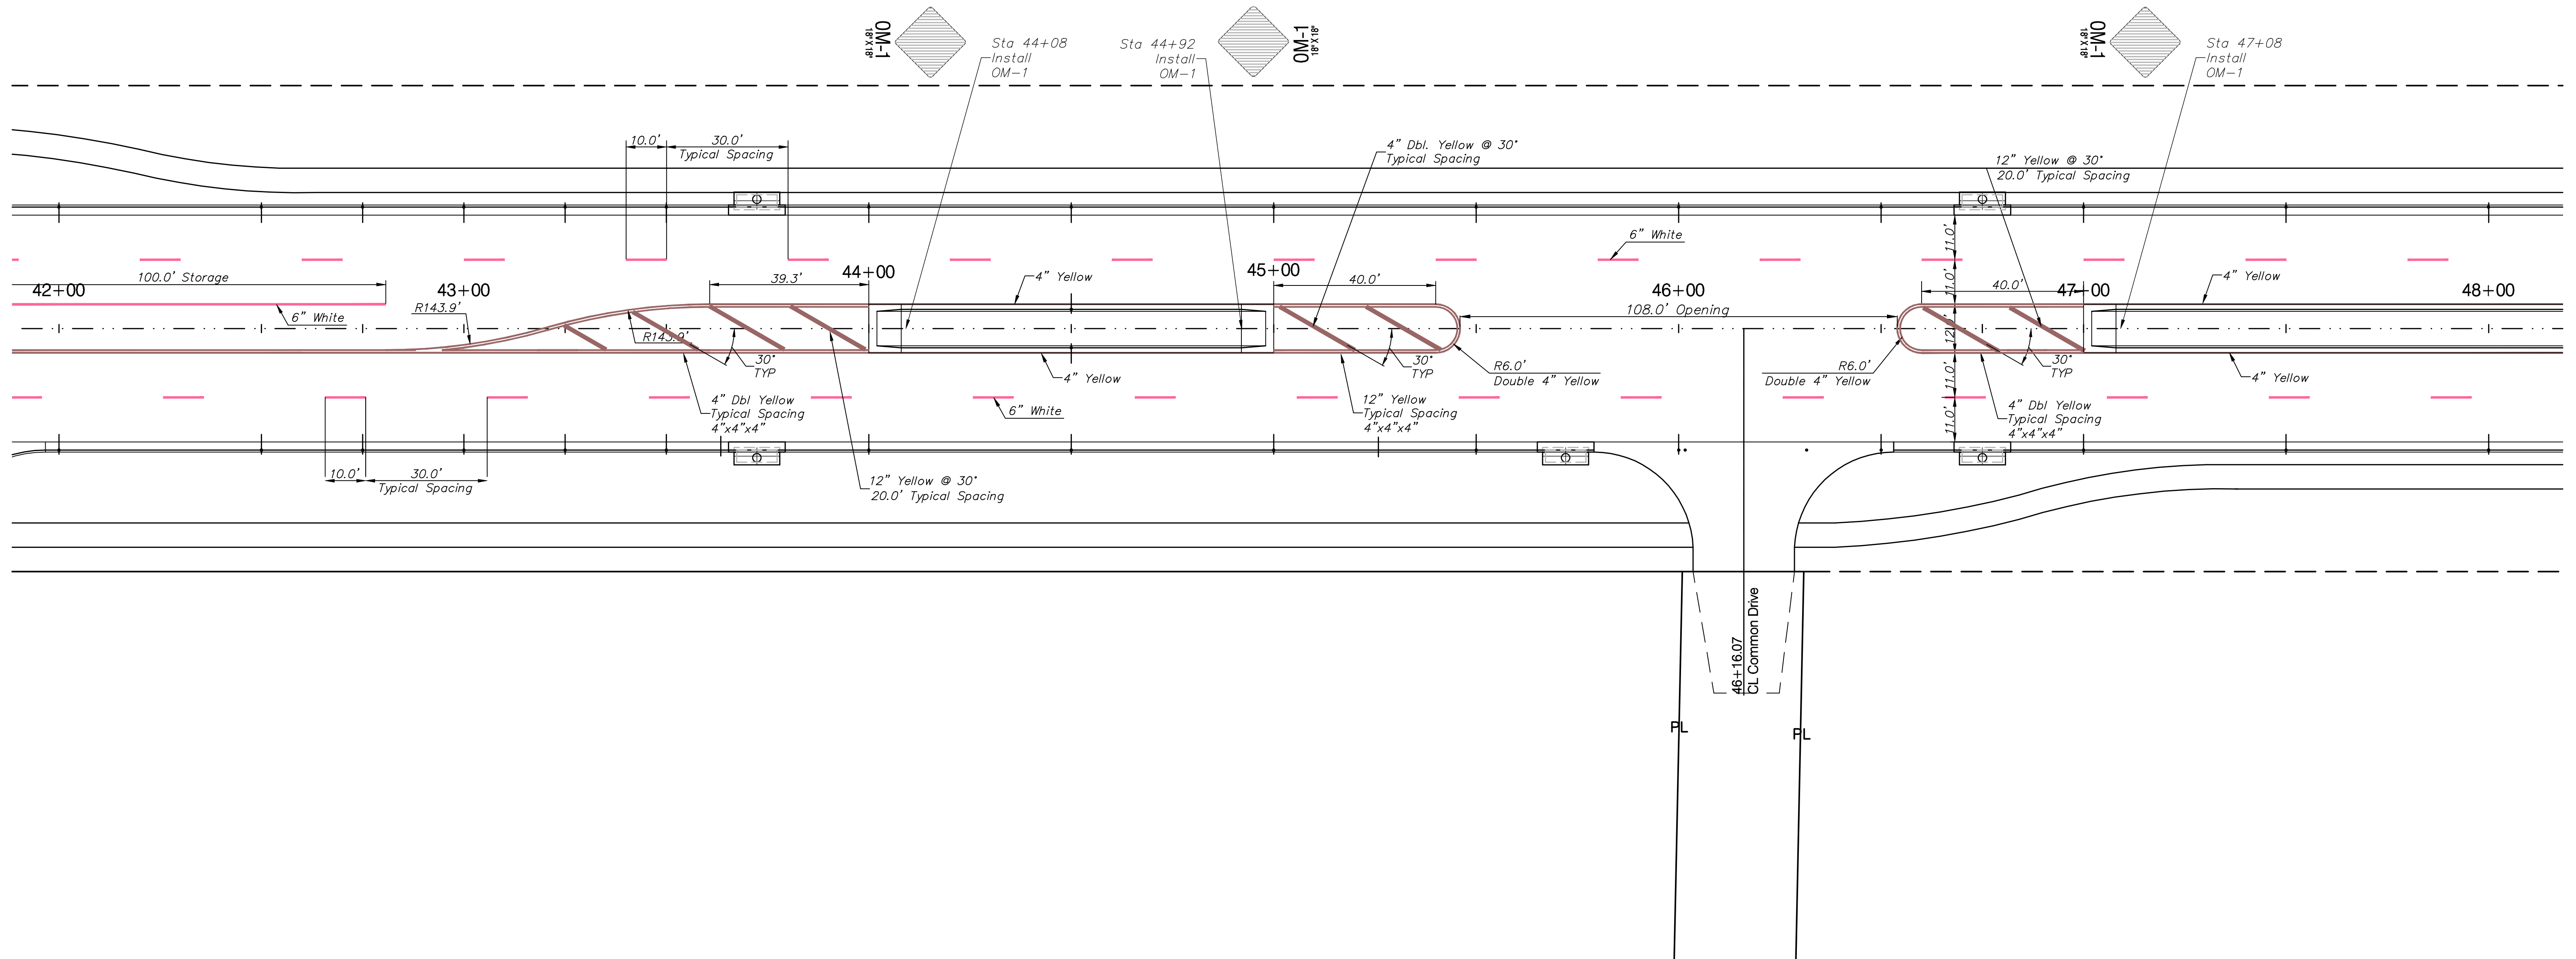 OM-1
18"X18"
Sta 44+08
Install
OM-1
Sta 44+92
Install
OM-1
OM-1
18"X18"
OM-1
18"X18"
Sta 47+08
Install
OM-1
10.0'
30.0'
Typical Spacing
4" Dbl. Yellow @ 30°
Typical Spacing
12" Yellow @ 30°
20.0' Typical Spacing
6" White
11.0'
100.0' Storage
42+00
43+00
39.3'
44+00
4" Yellow
45+00
40.0'
46+00
11.0'
40.0'
47+00
4" Yellow
48+00
6" White
R143.9'
R143.9'
108.0' Opening
12.0'
30°
TYP
4" Yellow
30°
TYP
R6.0'
Double 4" Yellow
R6.0'
Double 4" Yellow
11.0'
30°
TYP
4" Yellow
4" Dbl Yellow
Typical Spacing
4"x4"x4"
6" White
12" Yellow
Typical Spacing
4"x4"x4"
11.0'
4" Dbl Yellow
Typical Spacing
4"x4"x4"
10.0'
30.0'
Typical Spacing
12" Yellow @ 30°
20.0' Typical Spacing
46+16.07
CL Common Drive
PL
PL